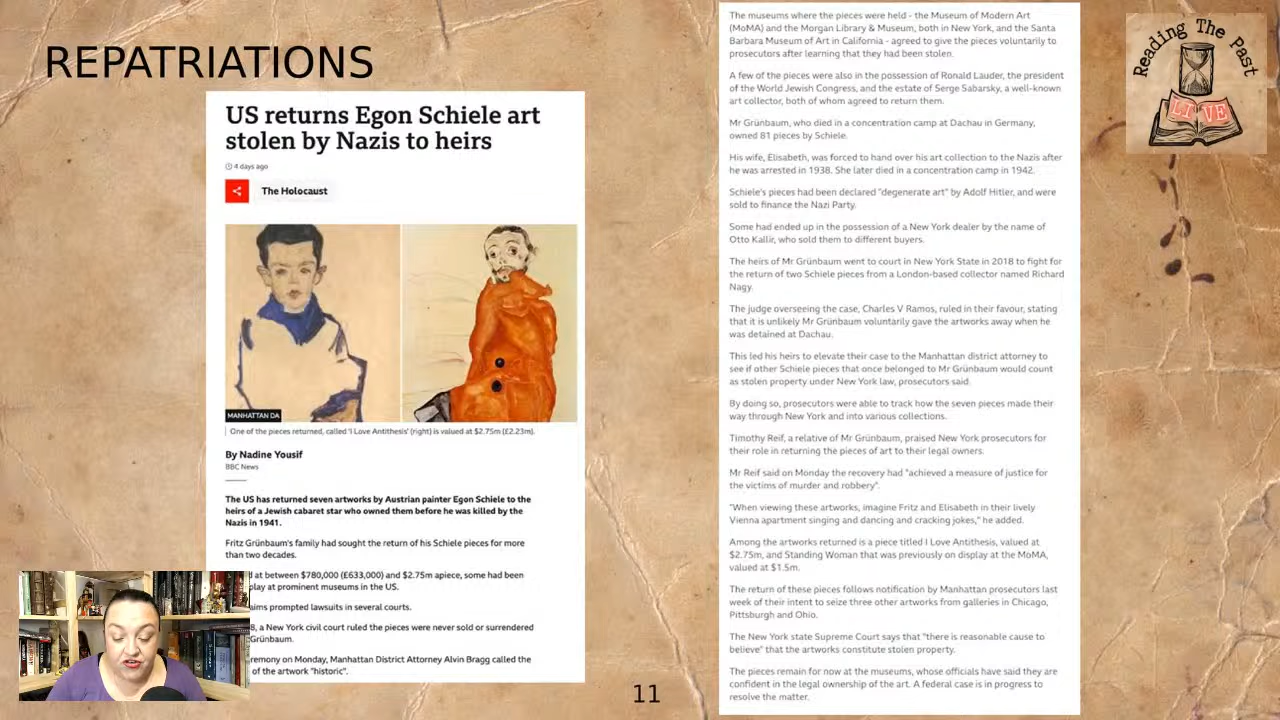 REPATRIATIONS
US returns Egon Schiele art
stolen by Nazis to heirs
4 days ago
The Holocaust
MANHATTAN DA
One of the pieces returned, called 'I Love Antithesis' (right) is valued at $2.75m (£2.23m).
By Nadine Yousif
BBC News
The US has returned seven artworks by Austrian painter Egon Schiele to the
heirs of a Jewish cabaret star who owned them before he was killed by the
Nazis in 1941.
Fritz Grünbaum's family had sought the return of his Schiele pieces for more
than two decades.
d at between $780,000 (£633,000) and $2.75m apiece, some had been
play at prominent museums in the US.
aims prompted lawsuits in several courts.
8, a New York civil court ruled the pieces were never sold or surrendered
Grünbaum.
remony on Monday, Manhattan District Attorney Alvin Bragg called the
of the artwork "historic".
The museums where the pieces were held - the Museum of Modern Art
(MoMA) and the Morgan Library & Museum, both in New York, and the Santa
Barbara Museum of Art in California - agreed to give the pieces voluntarily to
prosecutors after learning that they had been stolen.
A few of the pieces were also in the possession of Ronald Lauder, the president
of the World Jewish Congress, and the estate of Serge Sabarsky, a well-known
art collector, both of whom agreed to return them.
Mr Grünbaum, who died in a concentration camp at Dachau in Germany,
owned 81 pieces by Schiele.
His wife, Elisabeth, was forced to hand over his art collection to the Nazis after
he was arrested in 1938. She later died in a concentration camp in 1942.
Schiele's pieces had been declared "degenerate art" by Adolf Hitler, and were
sold to finance the Nazi Party.
Some had ended up in the possession of a New York dealer by the name of
Otto Kallir, who sold them to different buyers.
The heirs of Mr Grünbaum went to court in New York State in 2018 to fight for
the return of two Schiele pieces from a London-based collector named Richard
Nagy.
The judge overseeing the case, Charles V Ramos, ruled in their favour, stating
that it is unlikely Mr Grünbaum voluntarily gave the artworks away when he
was detained at Dachau.
This led his heirs to elevate their case to the Manhattan district attorney to
see if other Schiele pieces that once belonged to Mr Grünbaum would count
as stolen property under New York law, prosecutors said.
By doing so, prosecutors were able to track how the seven pieces made their
way through New York and into various collections.
Timothy Reif, a relative of Mr Grünbaum, praised New York prosecutors for
their role in returning the pieces of art to their legal owners.
Mr Reif said on Monday the recovery had "achieved a measure of justice for
the victims of murder and robbery".
"When viewing these artworks, imagine Fritz and Elisabeth in their lively
Vienna apartment singing and dancing and cracking jokes," he added.
Among the artworks returned is a piece titled I Love Antithesis, valued at
$2.75m, and Standing Woman that was previously on display at the MoMA,
valued at $1.5m.
The return of these pieces follows notification by Manhattan prosecutors last
week of their intent to seize three other artworks from galleries in Chicago,
Pittsburgh and Ohio.
The New York state Supreme Court says that "there is reasonable cause to
believe" that the artworks constitute stolen property.
The pieces remain for now at the museums, whose officials have said they are
confident in the legal ownership of the art. A federal case is in progress to
resolve the matter.
Reading The Past
LIVE
11